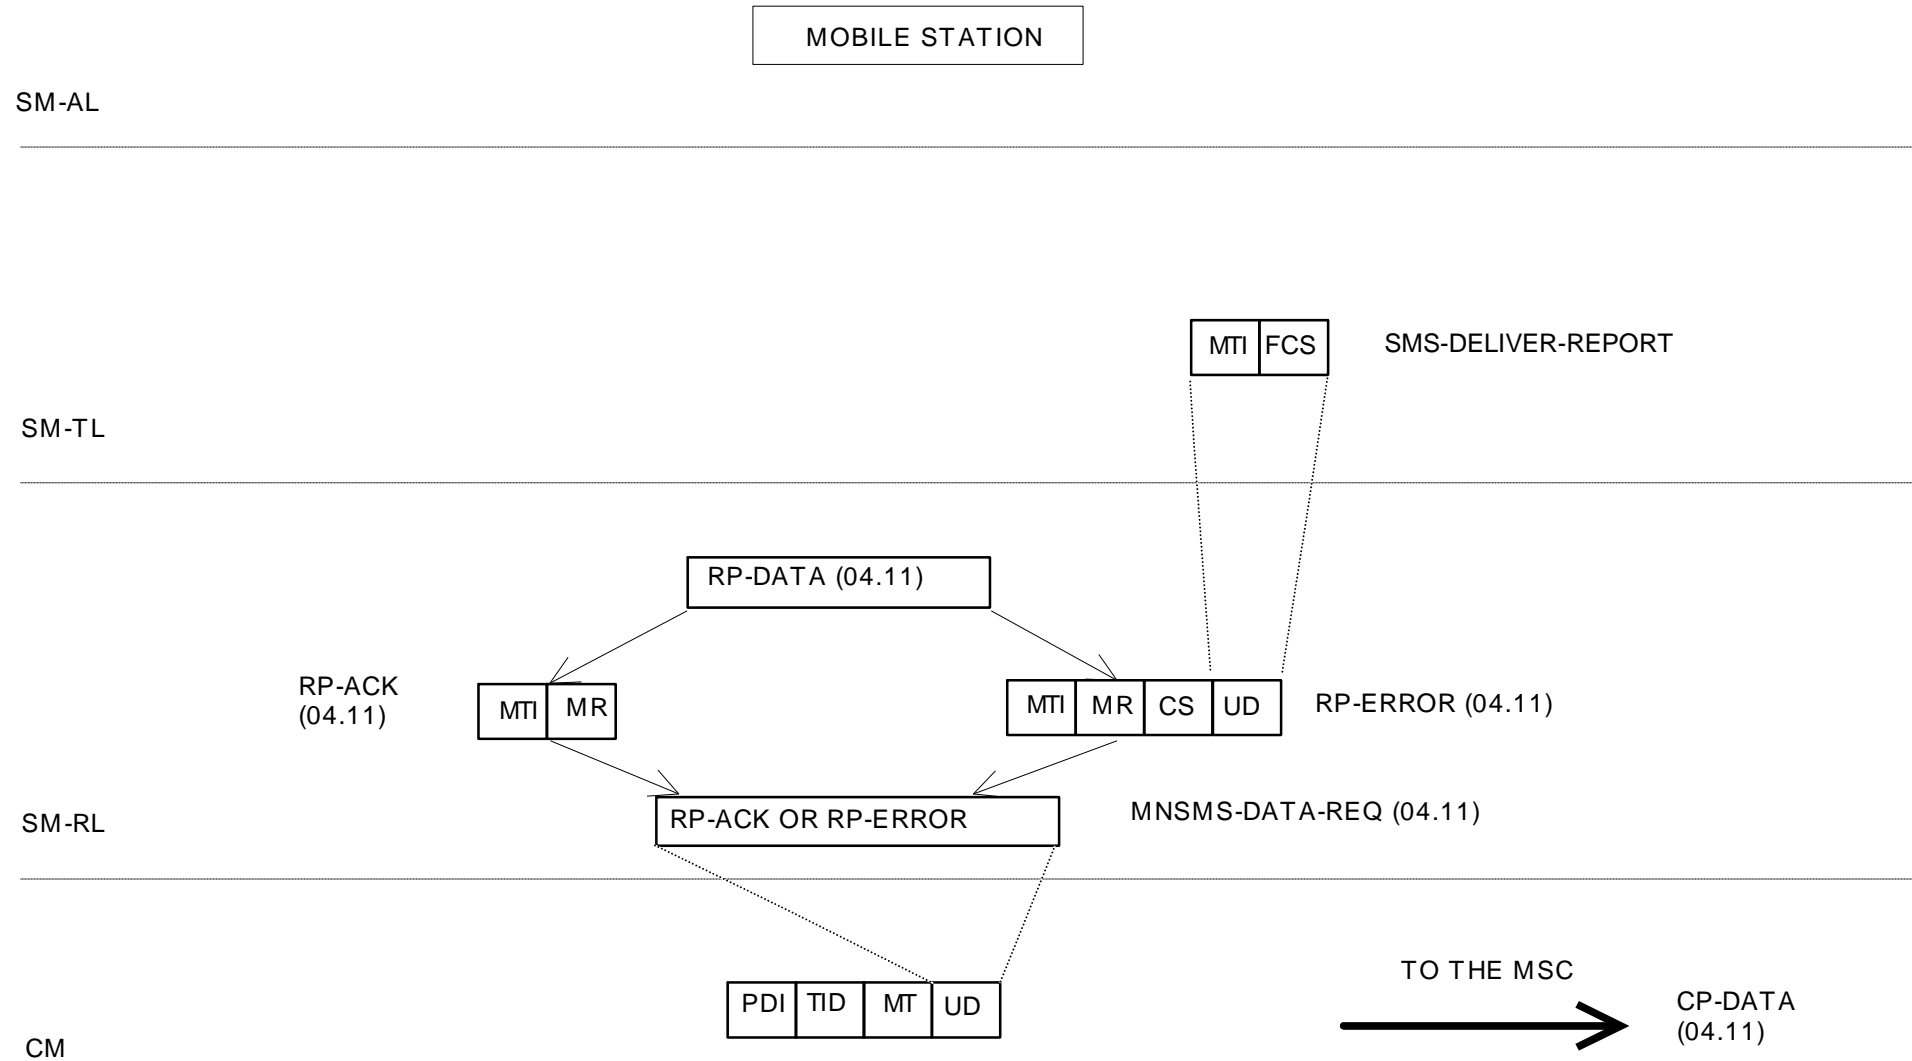 MOBILE STATION
SM-AL
MTI FCS SMS-DELIVER-REPORT
SM-TL
RP-DATA (04.11)
RP-ACK
(04.11)
MTI MR
MTI MR CS UD
RP-ERROR (04.11)
RP-ACK OR RP-ERROR
MNSMS-DATA-REQ (04.11)
SM-RL
TO THE MSC
PDI TID MT UD
CP-DATA
(04.11)
CM